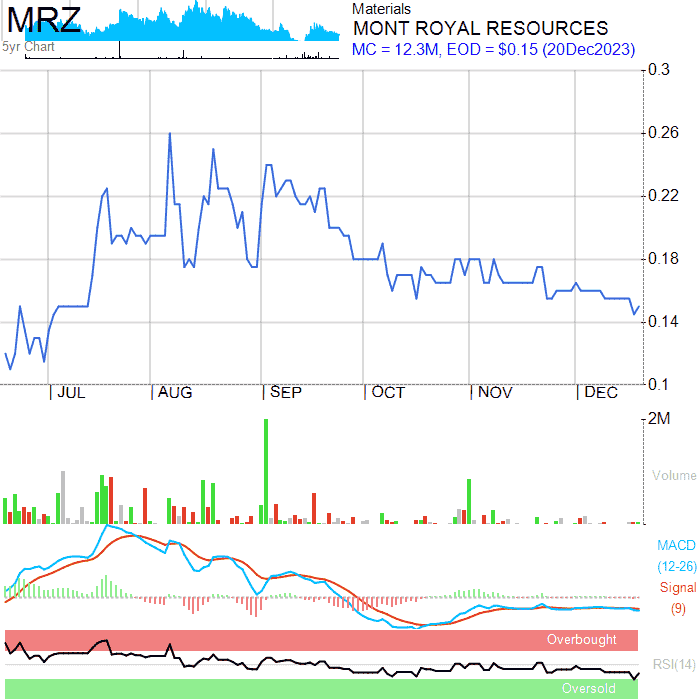 MRZ
5yr Chart
Materials
MONT ROYAL RESOURCES
MC = 12.3M, EOD = $0.15 (20Dec2023)
0.3
0.26
0.22
0.18
0.14
0.1
JUL AUG SEP OCT NOV DEC
2M
Volume
MACD
(12-26)
Signal
(9)
Overbought
RSI(14)
Oversold